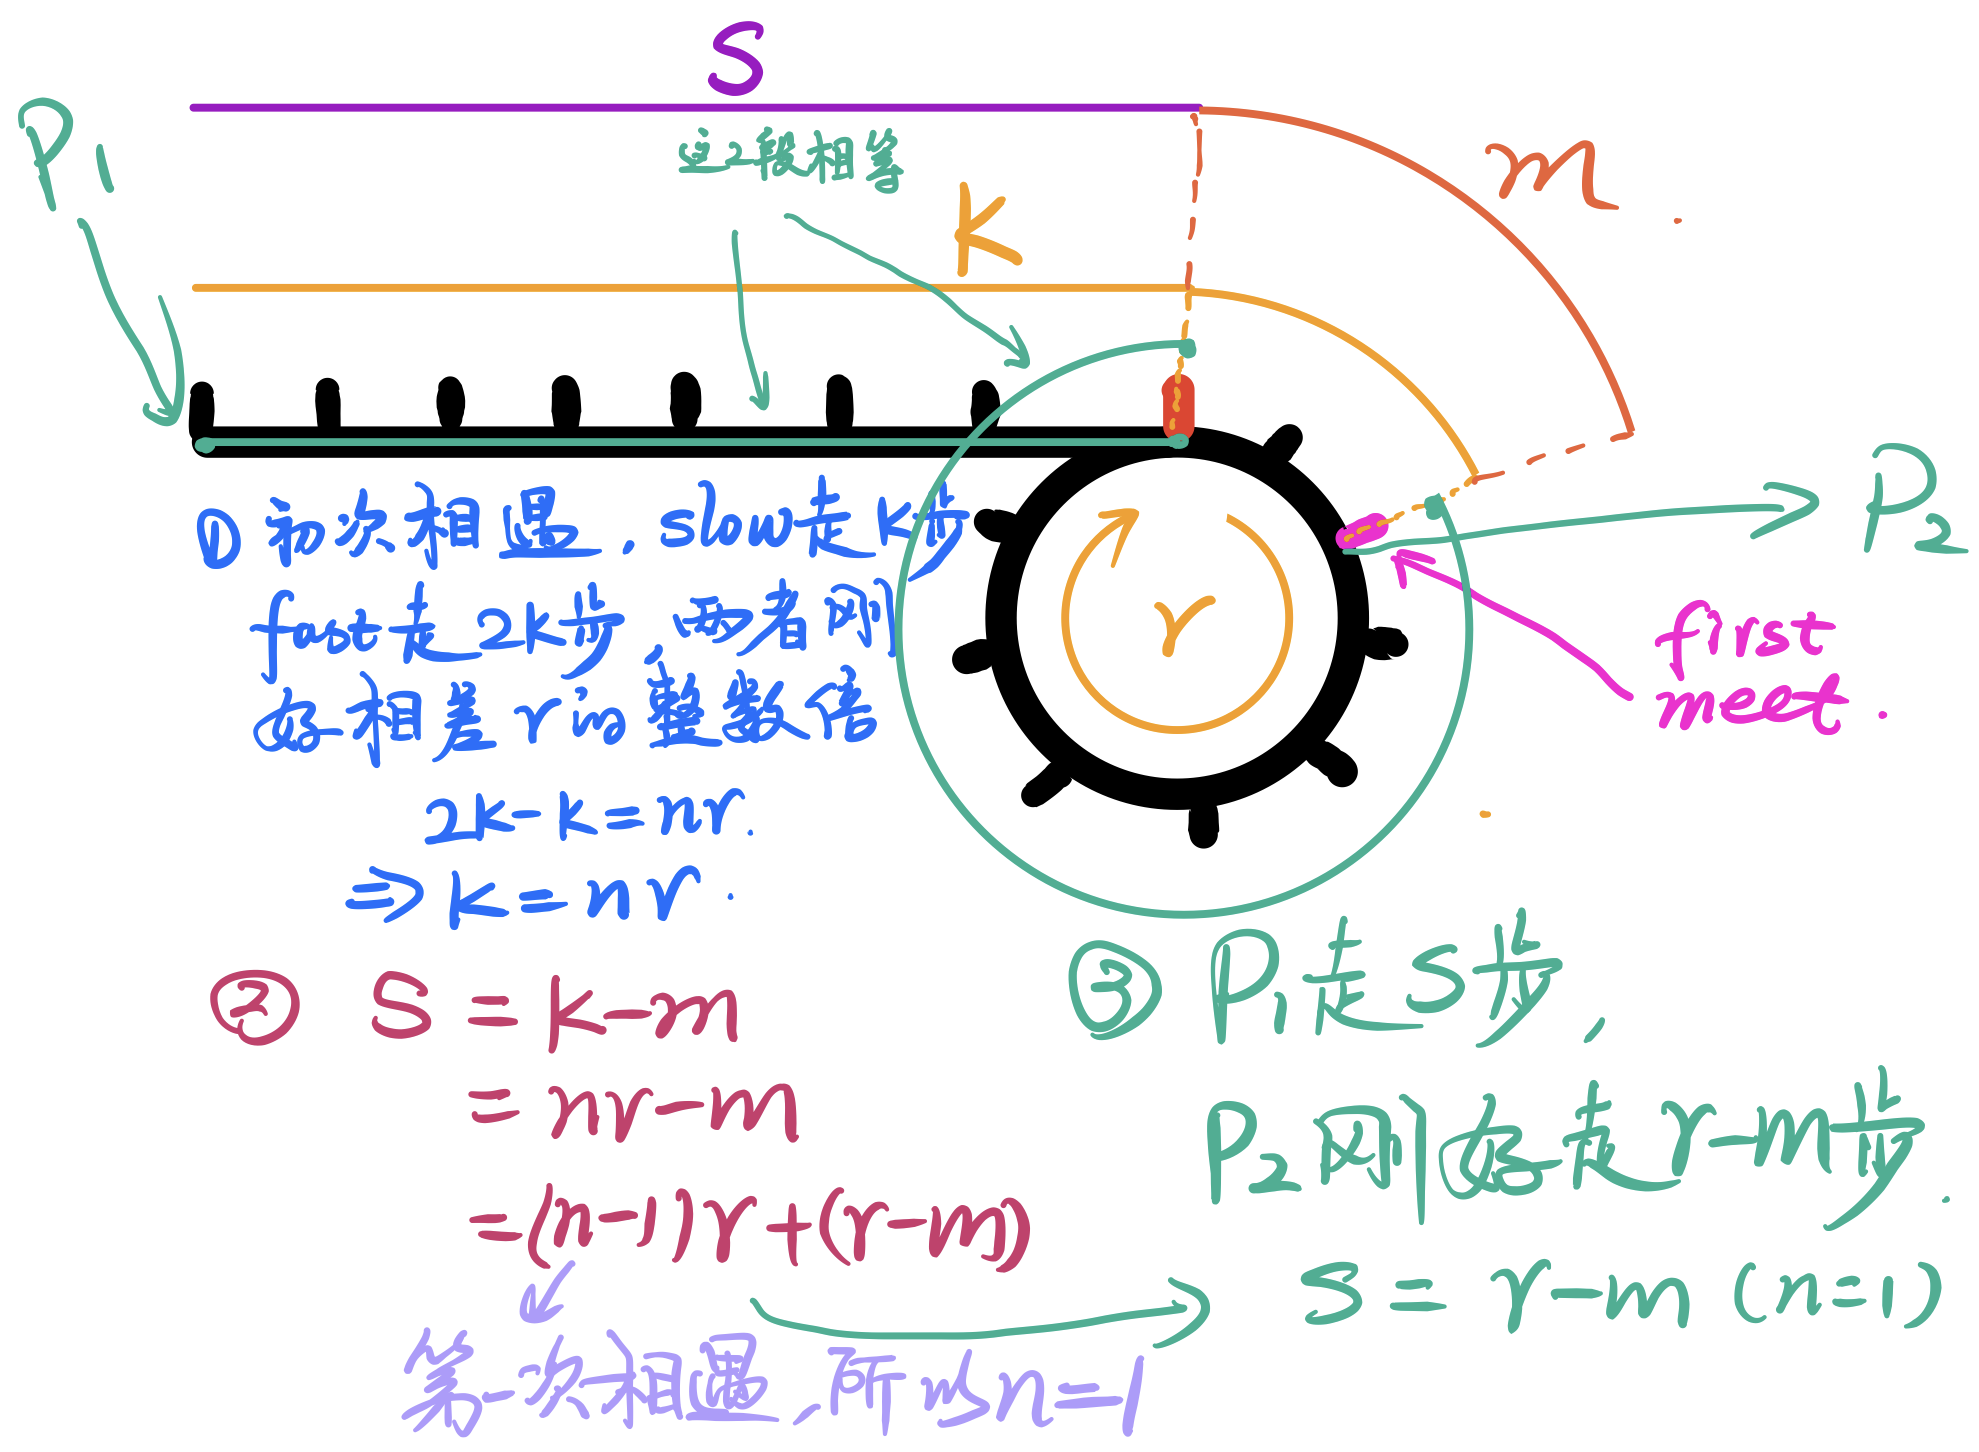 S
P1
这2段相等
m.
K
P2
r
first
meet.
① 初次相遇,slow走k步
fast走2k步,两者刚
好相差r的整数倍
2k-k=nr.
⇒ k=nr.
② S = k-m
= nr-m
=(n-1)r+(r-m)
第一次相遇,所以n=1
③ P1走S步,
P2刚好走r-m步.
S = r-m (n=1)